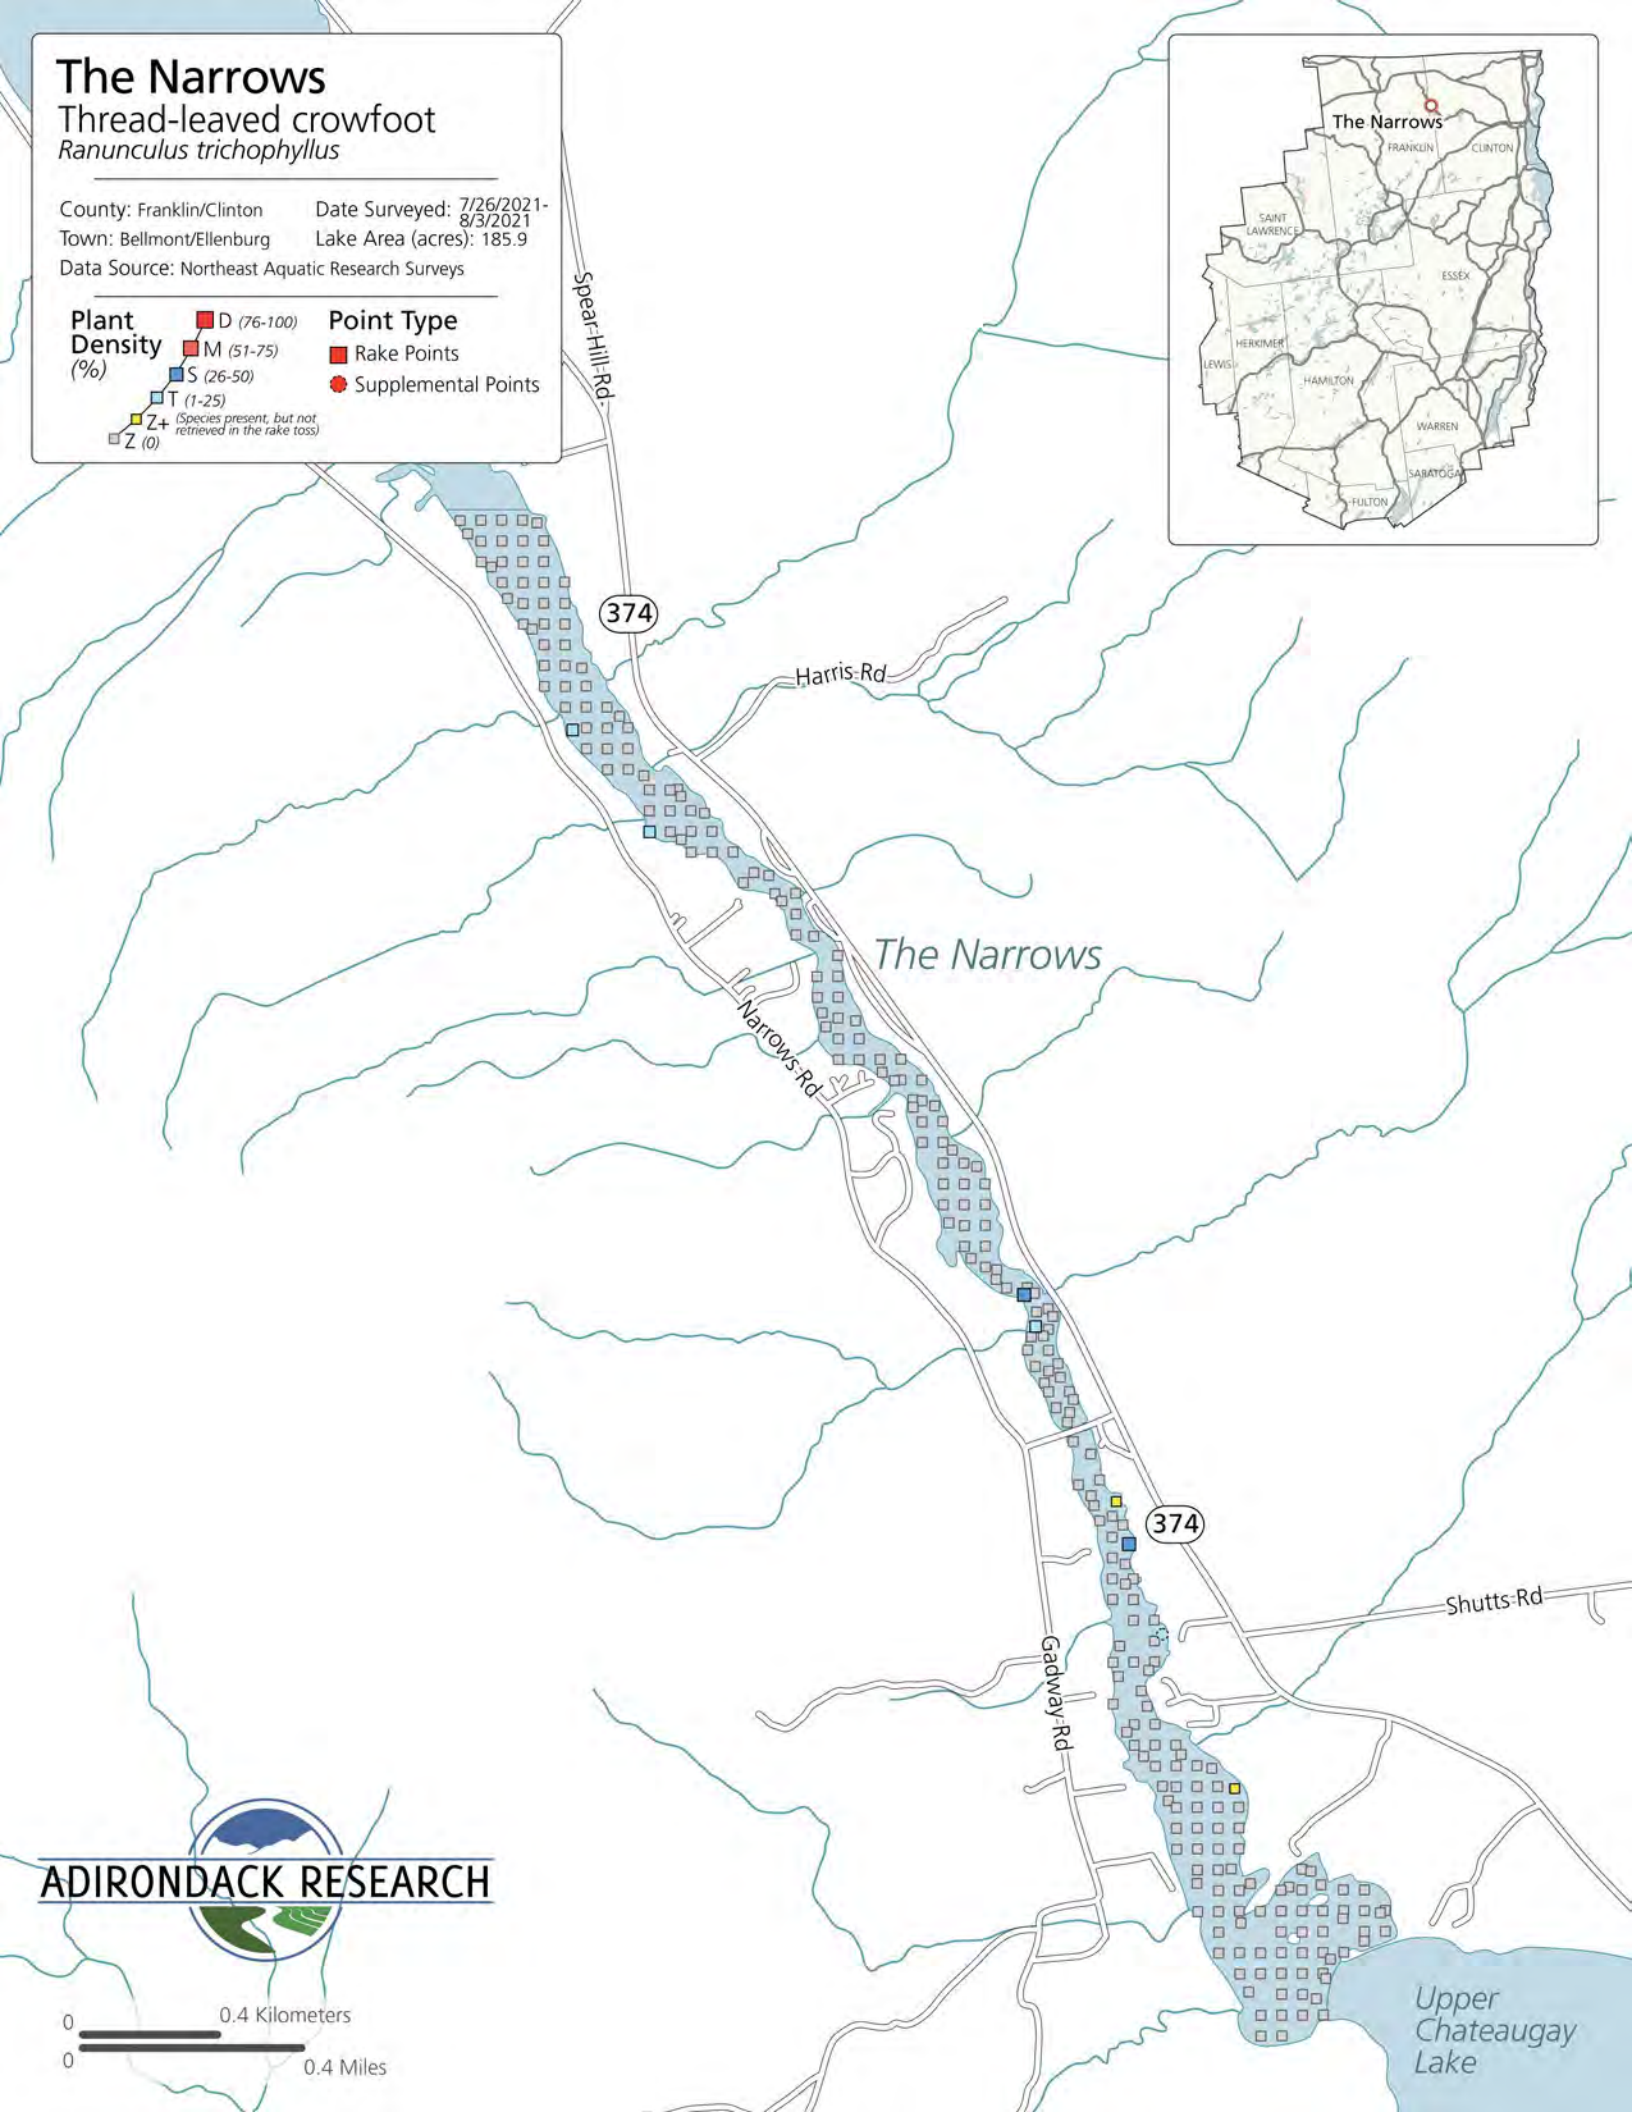 The Narrows
Thread-leaved crowfoot
Ranunculus trichophyllus
County: Franklin/Clinton
Date Surveyed: 7/26/2021-
8/3/2021
Town: Bellmont/Ellenburg
Lake Area (acres): 185.9
Data Source: Northeast Aquatic Research Surveys
Plant
Density
(%)
D (76-100)
M (51-75)
S (26-50)
T (1-25)
Z+ (Species present, but not
retrieved in the rake toss)
Z (0)
Point Type
Rake Points
Supplemental Points
The Narrows
FRANKLIN
CLINTON
SAINT
LAWRENCE
ESSEX
HERKIMER
LEWIS
HAMILTON
WARREN
SARATOGA
FULTON
Spear-Hill-Rd-
374
Harris-Rd
The Narrows
Narrows-Rd
374
Shutts-Rd
Gadway-Rd
ADIRONDACK RESEARCH
0 0.4 Kilometers
0 0.4 Miles
Upper
Chateaugay
Lake